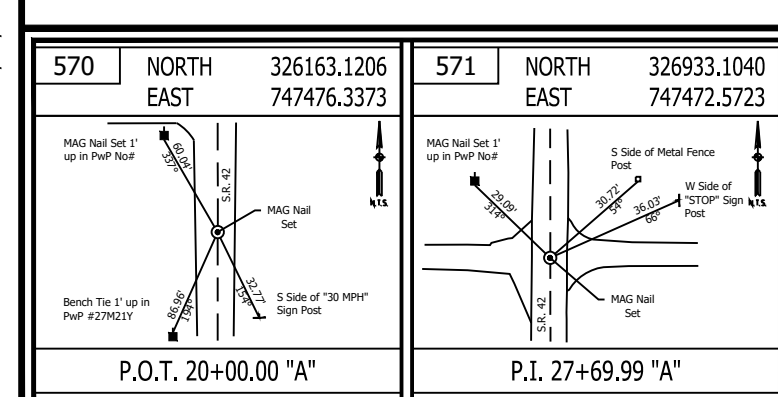 570 NORTH 326163.1206
EAST 747476.3373
MAG Nail Set 1'
up in PwP No#
60.04'
337°
S.R. 42
N.T.S.
MAG Nail
Set
Bench Tie 1' up in
PwP #27M21Y
86.96'
194°
32.77'
154°
S Side of "30 MPH"
Sign Post
P.O.T. 20+00.00 "A"
571 NORTH 326933.1040
EAST 747472.5723
MAG Nail Set 1'
up in PwP No#
29.09'
314°
S Side of Metal Fence
Post
30.72'
54°
36.03'
66°
W Side of
"STOP" Sign
Post
N.T.S.
S.R. 42
MAG Nail
Set
P.I. 27+69.99 "A"